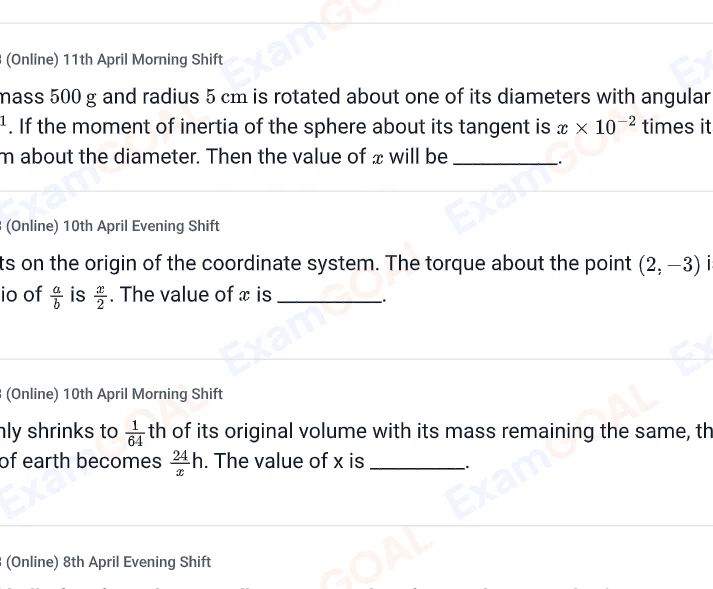 (Online) 11th April Morning Shift
mass 500 g and radius 5 cm is rotated about one of its diameters with angular
1. If the moment of inertia of the sphere about its tangent is x × 10⁻² times it
m about the diameter. Then the value of x will be ________.
(Online) 10th April Evening Shift
ts on the origin of the coordinate system. The torque about the point (2, −3) i
io of a/b is x/2. The value of x is ________.
(Online) 10th April Morning Shift
nly shrinks to 1/64 th of its original volume with its mass remaining the same, th
of earth becomes 24/x h. The value of x is ________.
(Online) 8th April Evening Shift